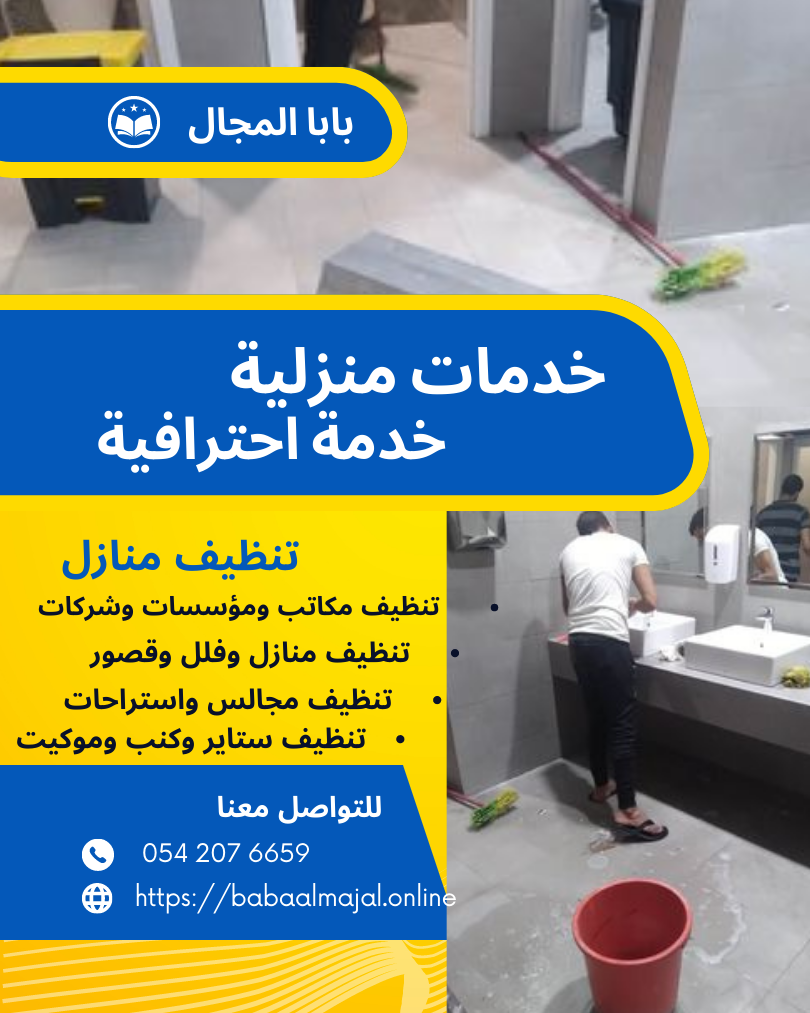 بابا المجال
خدمات منزلية
خدمة احترافية
تنظيف منازل
• تنظيف مكاتب ومؤسسات وشركات
• تنظيف منازل وفلل وقصور
• تنظيف مجالس واستراحات
• تنظيف ستاير وكنب وموكيت
للتواصل معنا
054 207 6659
https://babaalmajal.online